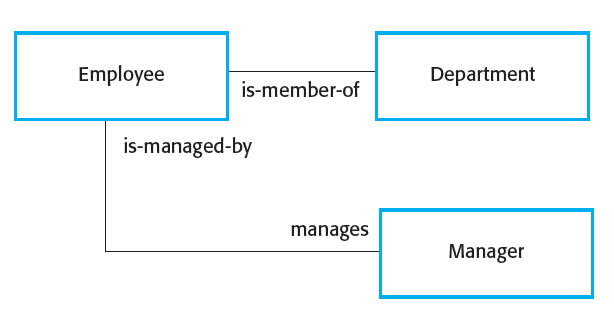 Employee
Department
is-member-of
is-managed-by
manages
Manager